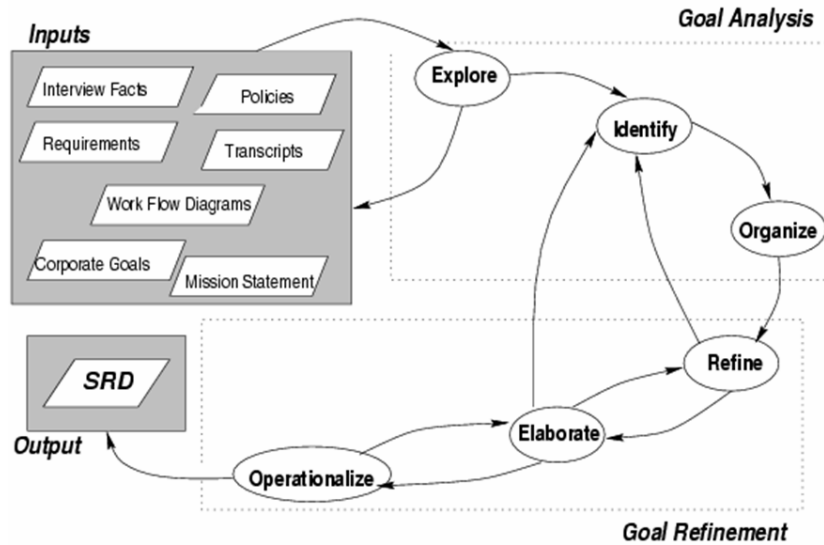 Goal Analysis
Inputs
Interview Facts
Policies
Explore
Requirements
Transcripts
Identify
Work Flow Diagrams
Organize
Corporate Goals
Mission Statement
SRD
Refine
Output
Elaborate
Operationalize
Goal Refinement